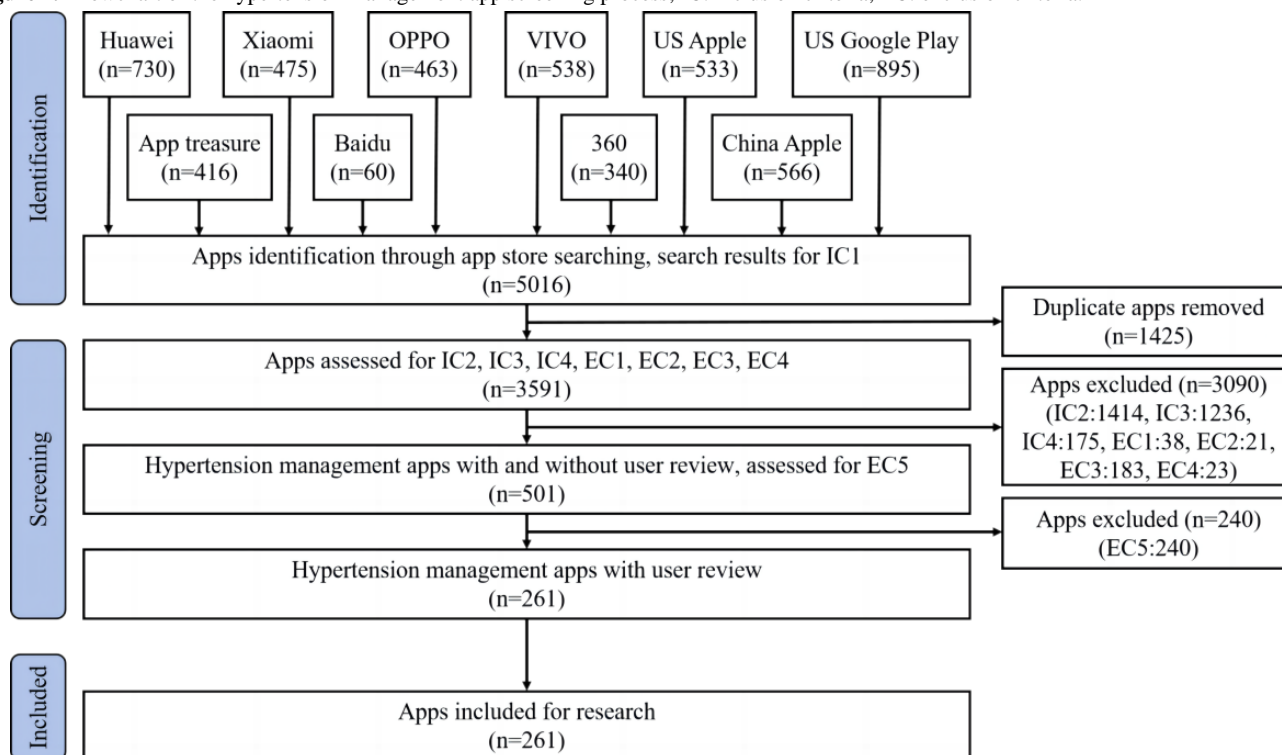 Huawei
(n=730)
Xiaomi
(n=475)
OPPO
(n=463)
VIVO
(n=538)
US Apple
(n=533)
US Google Play
(n=895)
App treasure
(n=416)
Baidu
(n=60)
360
(n=340)
China Apple
(n=566)
Identification
Apps identification through app store searching, search results for IC1
(n=5016)
Duplicate apps removed
(n=1425)
Screening
Apps assessed for IC2, IC3, IC4, EC1, EC2, EC3, EC4
(n=3591)
Apps excluded (n=3090)
(IC2:1414, IC3:1236,
IC4:175, EC1:38, EC2:21,
EC3:183, EC4:23)
Hypertension management apps with and without user review, assessed for EC5
(n=501)
Apps excluded (n=240)
(EC5:240)
Hypertension management apps with user review
(n=261)
Included
Apps included for research
(n=261)